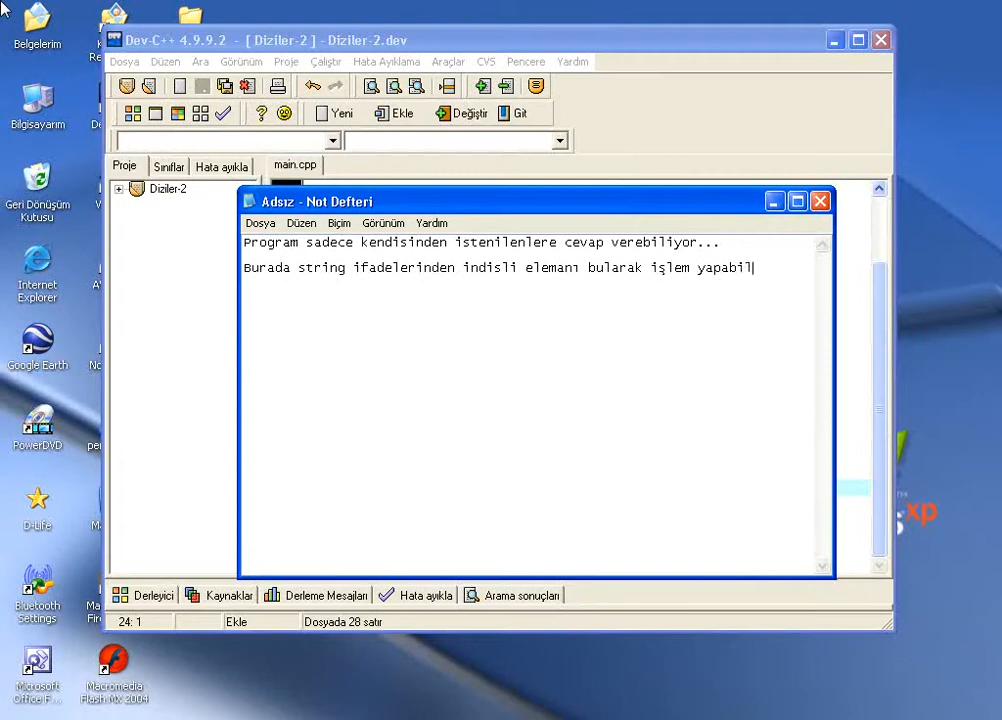 Belgelerim
Dev-C++ 4.9.9.2 - [ Diziler-2 ] - Diziler-2.dev
Dosya Düzen Ara Görünüm Proje Çalıştır Hata Ayıklama Araçlar CVS Pencere Yardım
Yeni Ekle Değiştir Git
Bilgisayarım
Proje Sınıflar Hata ayıkla main.cpp
Diziler-2
Geri Dönüşüm
Kutusu
Adsız - Not Defteri
Dosya Düzen Biçim Görünüm Yardım
Program sadece kendisinden istenilenlere cevap verebiliyor...
Burada string ifadelerinden indisli elemanı bularak işlem yapabil
Internet
Explorer
Google Earth
PowerDVD
xp
D-Life
Derleyici Kaynaklar Derleme Mesajları Hata ayıkla Arama sonuçları
24: 1 Ekle Dosyada 28 satır
Bluetooth
Settings
Microsoft
Office F...
Macromedia
Flash MX 2004